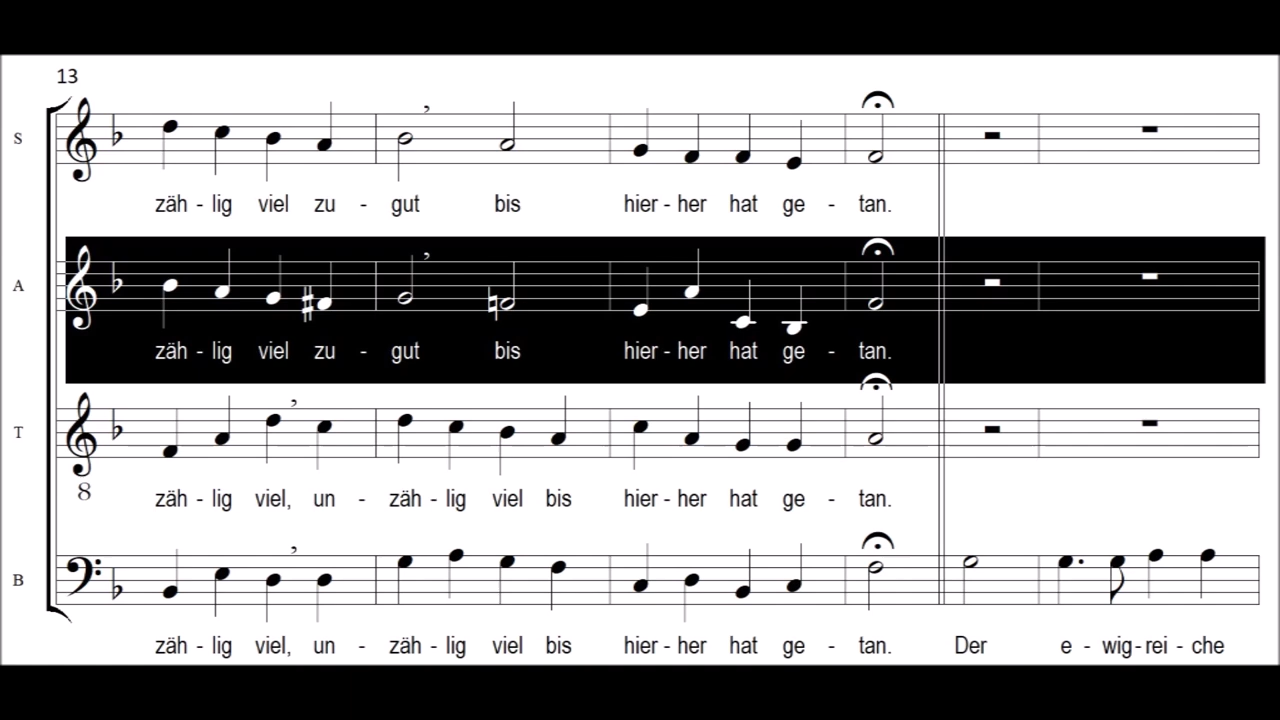 13
S
zäh - lig viel zu - gut bis hier - her hat ge - tan.
A
zäh - lig viel zu - gut bis hier - her hat ge - tan.
T
8
zäh - lig viel, un - zäh - lig viel bis hier - her hat ge - tan.
B
zäh - lig viel, un - zäh - lig viel bis hier - her hat ge - tan. Der e - wig - rei - che